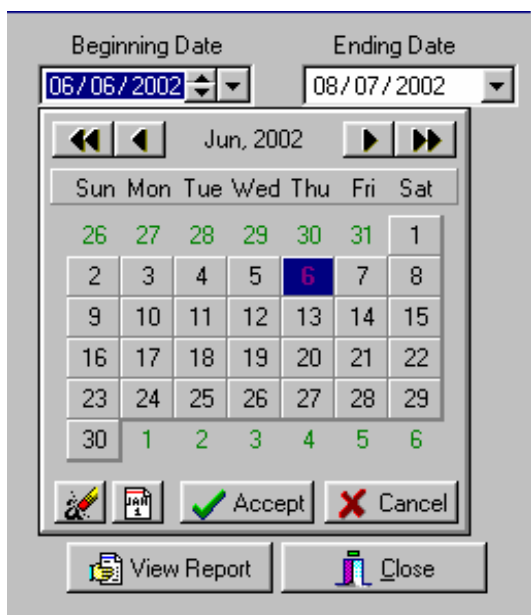 Beginning Date Ending Date
06/06/2002 08/07/2002
Jun, 2002
Sun Mon Tue Wed Thu Fri Sat
26 27 28 29 30 31 1
2 3 4 5 6 7 8
9 10 11 12 13 14 15
16 17 18 19 20 21 22
23 24 25 26 27 28 29
30 1 2 3 4 5 6
a JAN 1 Accept Cancel
View Report Close